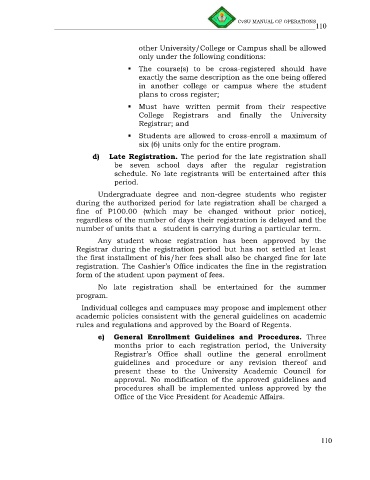 CvSU MANUAL OF OPERATIONS
110
other University/College or Campus shall be allowed
only under the following conditions:
▪ The course(s) to be cross-registered should have
exactly the same description as the one being offered
in another college or campus where the student
plans to cross register;
▪ Must have written permit from their respective
College Registrars and finally the University
Registrar; and
▪ Students are allowed to cross-enroll a maximum of
six (6) units only for the entire program.
d) Late Registration. The period for the late registration shall
be seven school days after the regular registration
schedule. No late registrants will be entertained after this
period.
Undergraduate degree and non-degree students who register
during the authorized period for late registration shall be charged a
fine of P100.00 (which may be changed without prior notice),
regardless of the number of days their registration is delayed and the
number of units that a student is carrying during a particular term.
Any student whose registration has been approved by the
Registrar during the registration period but has not settled at least
the first installment of his/her fees shall also be charged fine for late
registration. The Cashier's Office indicates the fine in the registration
form of the student upon payment of fees.
No late registration shall be entertained for the summer
program.
Individual colleges and campuses may propose and implement other
academic policies consistent with the general guidelines on academic
rules and regulations and approved by the Board of Regents.
e) General Enrollment Guidelines and Procedures. Three
months prior to each registration period, the University
Registrar's Office shall outline the general enrollment
guidelines and procedure or any revision thereof and
present these to the University Academic Council for
approval. No modification of the approved guidelines and
procedures shall be implemented unless approved by the
Office of the Vice President for Academic Affairs.
110